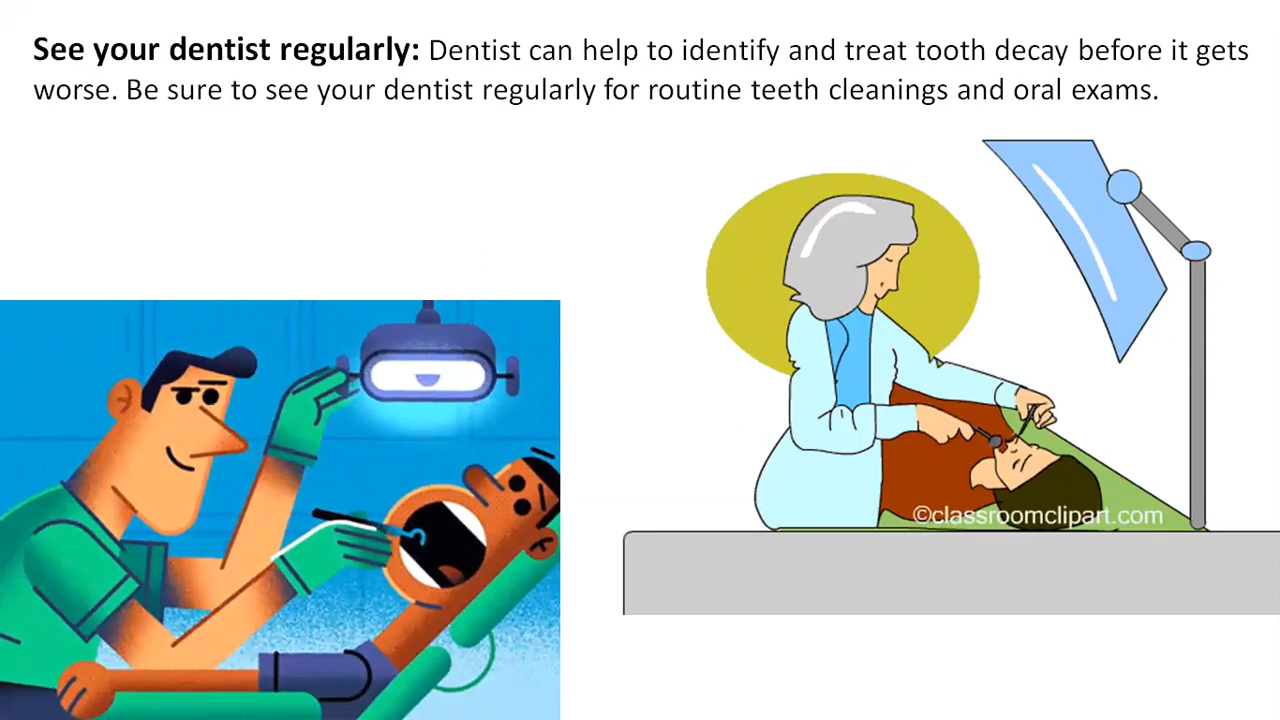 See your dentist regularly: Dentist can help to identify and treat tooth decay before it gets
worse. Be sure to see your dentist regularly for routine teeth cleanings and oral exams.
©classroomclipart.com